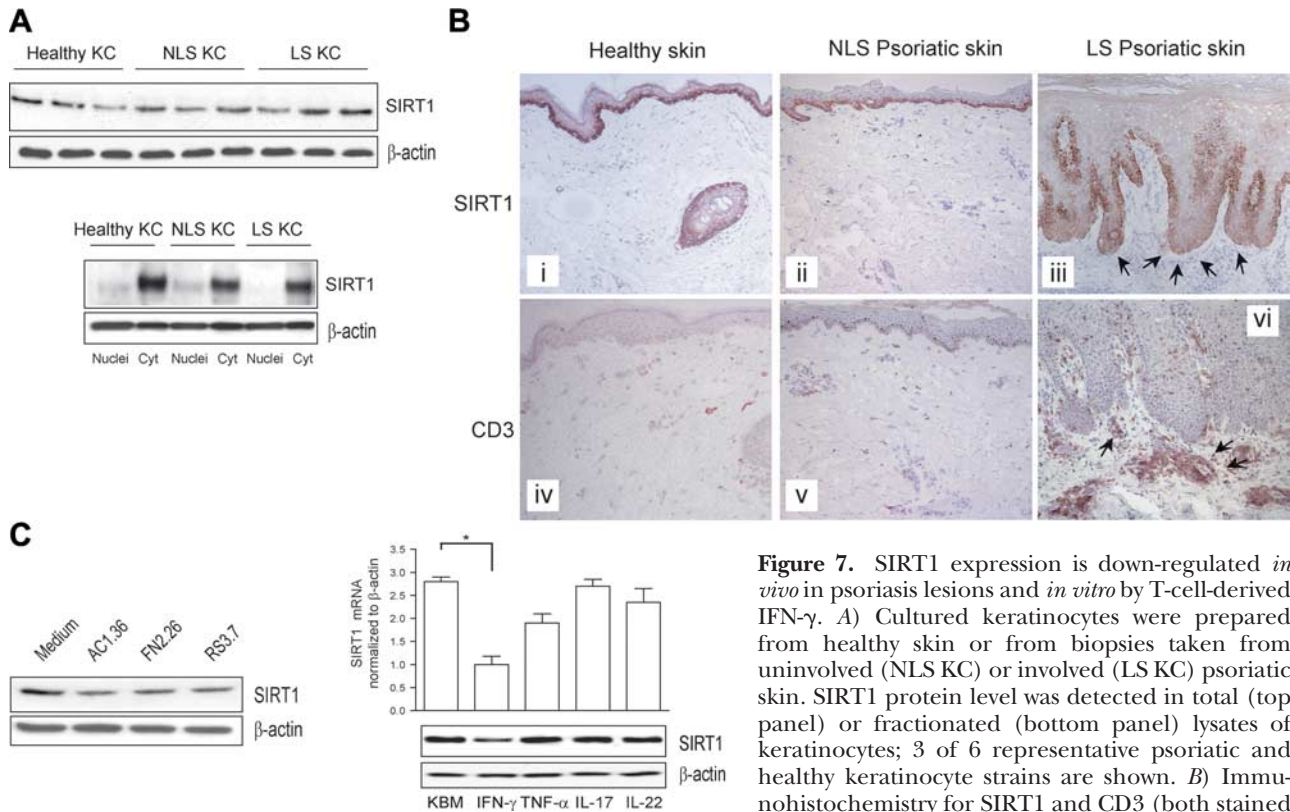 A
Healthy KC NLS KC LS KC
SIRT1
β-actin
Healthy KC NLS KC LS KC
SIRT1
β-actin
Nuclei Cyt Nuclei Cyt Nuclei Cyt
B
Healthy skin NLS Psoriatic skin LS Psoriatic skin
SIRT1
i ii iii
CD3
iv v vi
C
Medium AC1.36 FN2.26 RS3.7
SIRT1
β-actin
SIRT1 mRNA
normalized to β-actin
3.5
3.0
2.5
2.0
1.5
1.0
0.5
0.0
*
SIRT1
β-actin
KBM IFN-γ TNF-α IL-17 IL-22
Figure 7. SIRT1 expression is down-regulated in
vivo in psoriasis lesions and in vitro by T-cell-derived
IFN-γ. A) Cultured keratinocytes were prepared
from healthy skin or from biopsies taken from
uninvolved (NLS KC) or involved (LS KC) psoriatic
skin. SIRT1 protein level was detected in total (top
panel) or fractionated (bottom panel) lysates of
keratinocytes; 3 of 6 representative psoriatic and
healthy keratinocyte strains are shown. B) Immu-
nohistochemistry for SIRT1 and CD3 (both stained